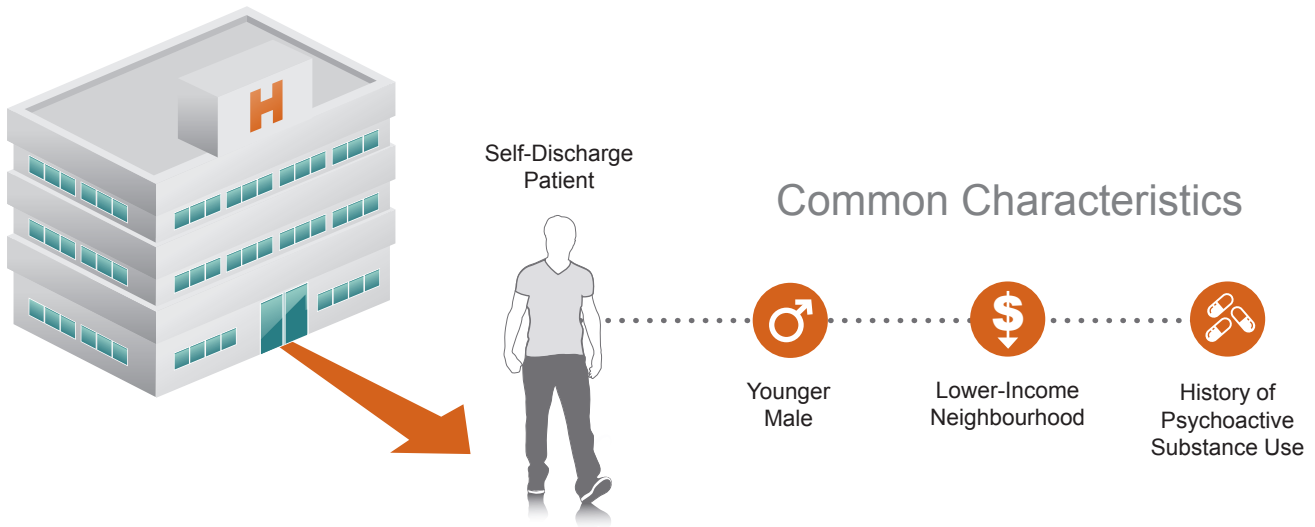 H
Self-Discharge
Patient
Common Characteristics
$
Younger
Male
Lower-Income
Neighbourhood
History of
Psychoactive
Substance Use